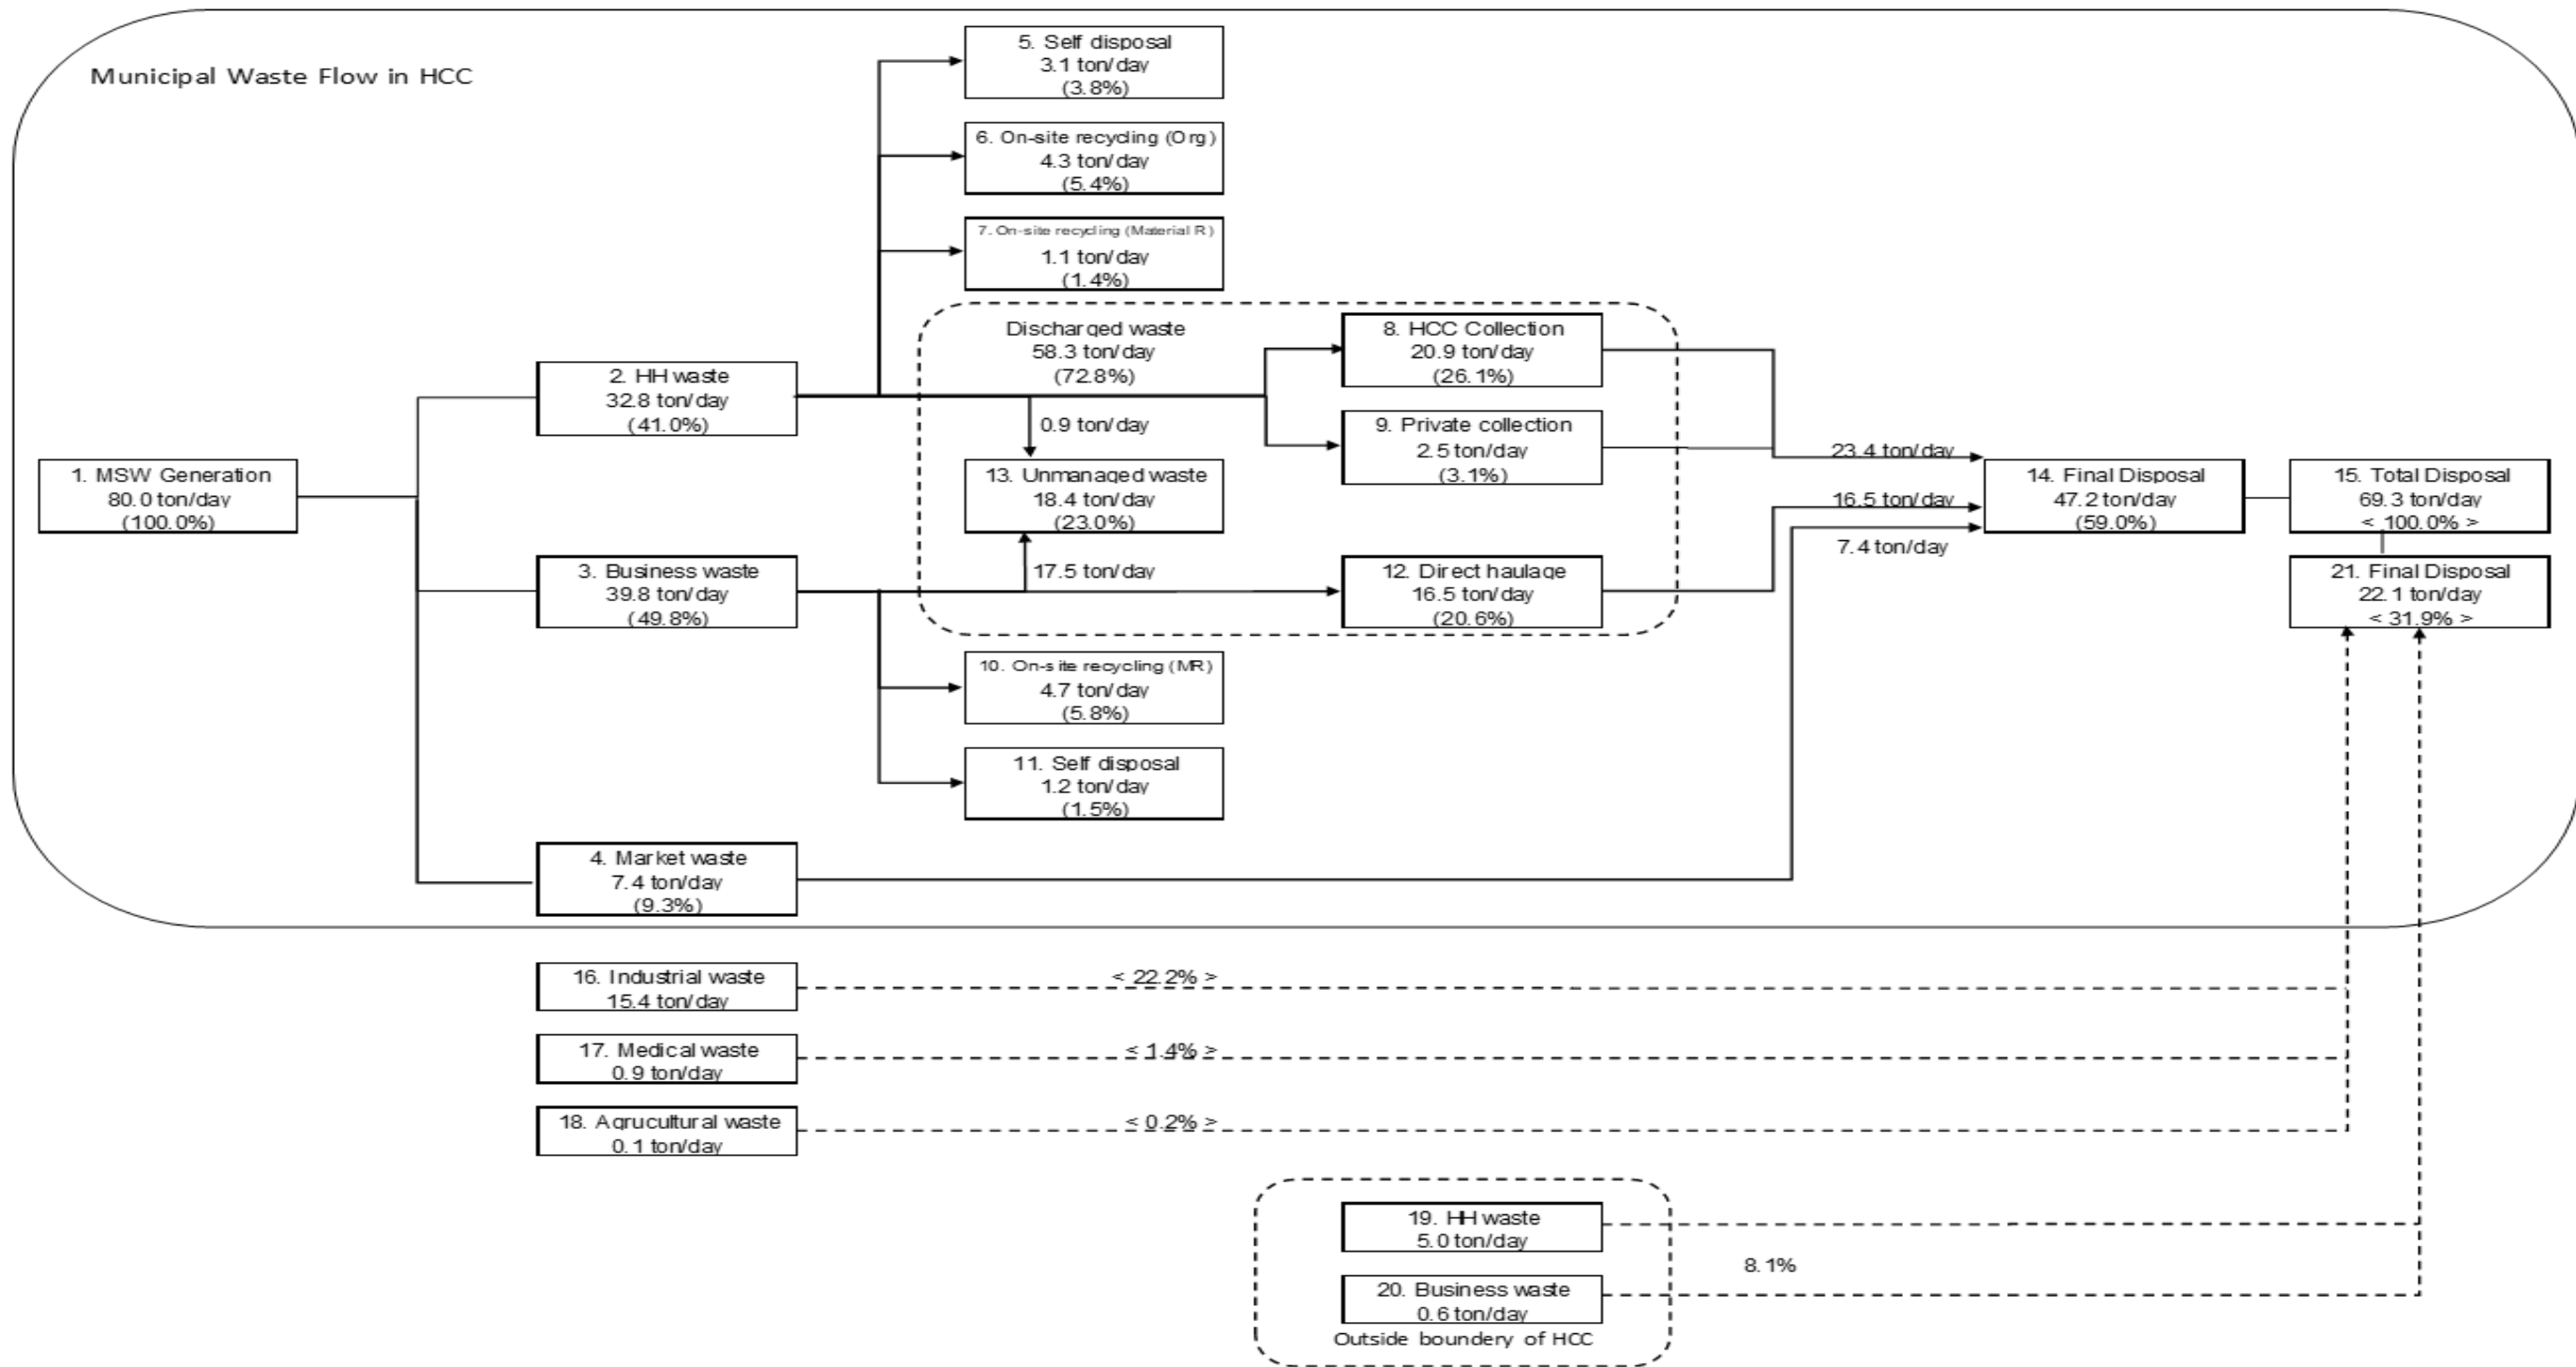 Municipal Waste Flow in HCC
5. Self disposal
3.1 ton/day
(3.8%)
6. On-site recycling (Org)
4.3 ton/day
(5.4%)
7. On-site recycling (Material R)
1.1 ton/day
(1.4%)
Discharged waste
58.3 ton/day
(72.8%)
8. HCC Collection
20.9 ton/day
(26.1%)
2. HH waste
32.8 ton/day
(41.0%)
0.9 ton/day
9. Private collection
2.5 ton/day
(3.1%)
23.4 ton/day
1. MSW Generation
80.0 ton/day
(100.0%)
13. Unmanaged waste
18.4 ton/day
(23.0%)
16.5 ton/day
14. Final Disposal
47.2 ton/day
(59.0%)
15. Total Disposal
69.3 ton/day
< 100.0% >
7.4 ton/day
3. Business waste
39.8 ton/day
(49.8%)
17.5 ton/day
12. Direct haulage
16.5 ton/day
(20.6%)
21. Final Disposal
22.1 ton/day
< 31.9% >
10. On-site recycling (MR)
4.7 ton/day
(5.8%)
11. Self disposal
1.2 ton/day
(1.5%)
4. Market waste
7.4 ton/day
(9.3%)
16. Industrial waste
15.4 ton/day
< 22.2% >
17. Medical waste
0.9 ton/day
< 1.4% >
18. Agrucultural waste
0.1 ton/day
< 0.2% >
19. HH waste
5.0 ton/day
8.1%
20. Business waste
0.6 ton/day
Outside boundery of HCC